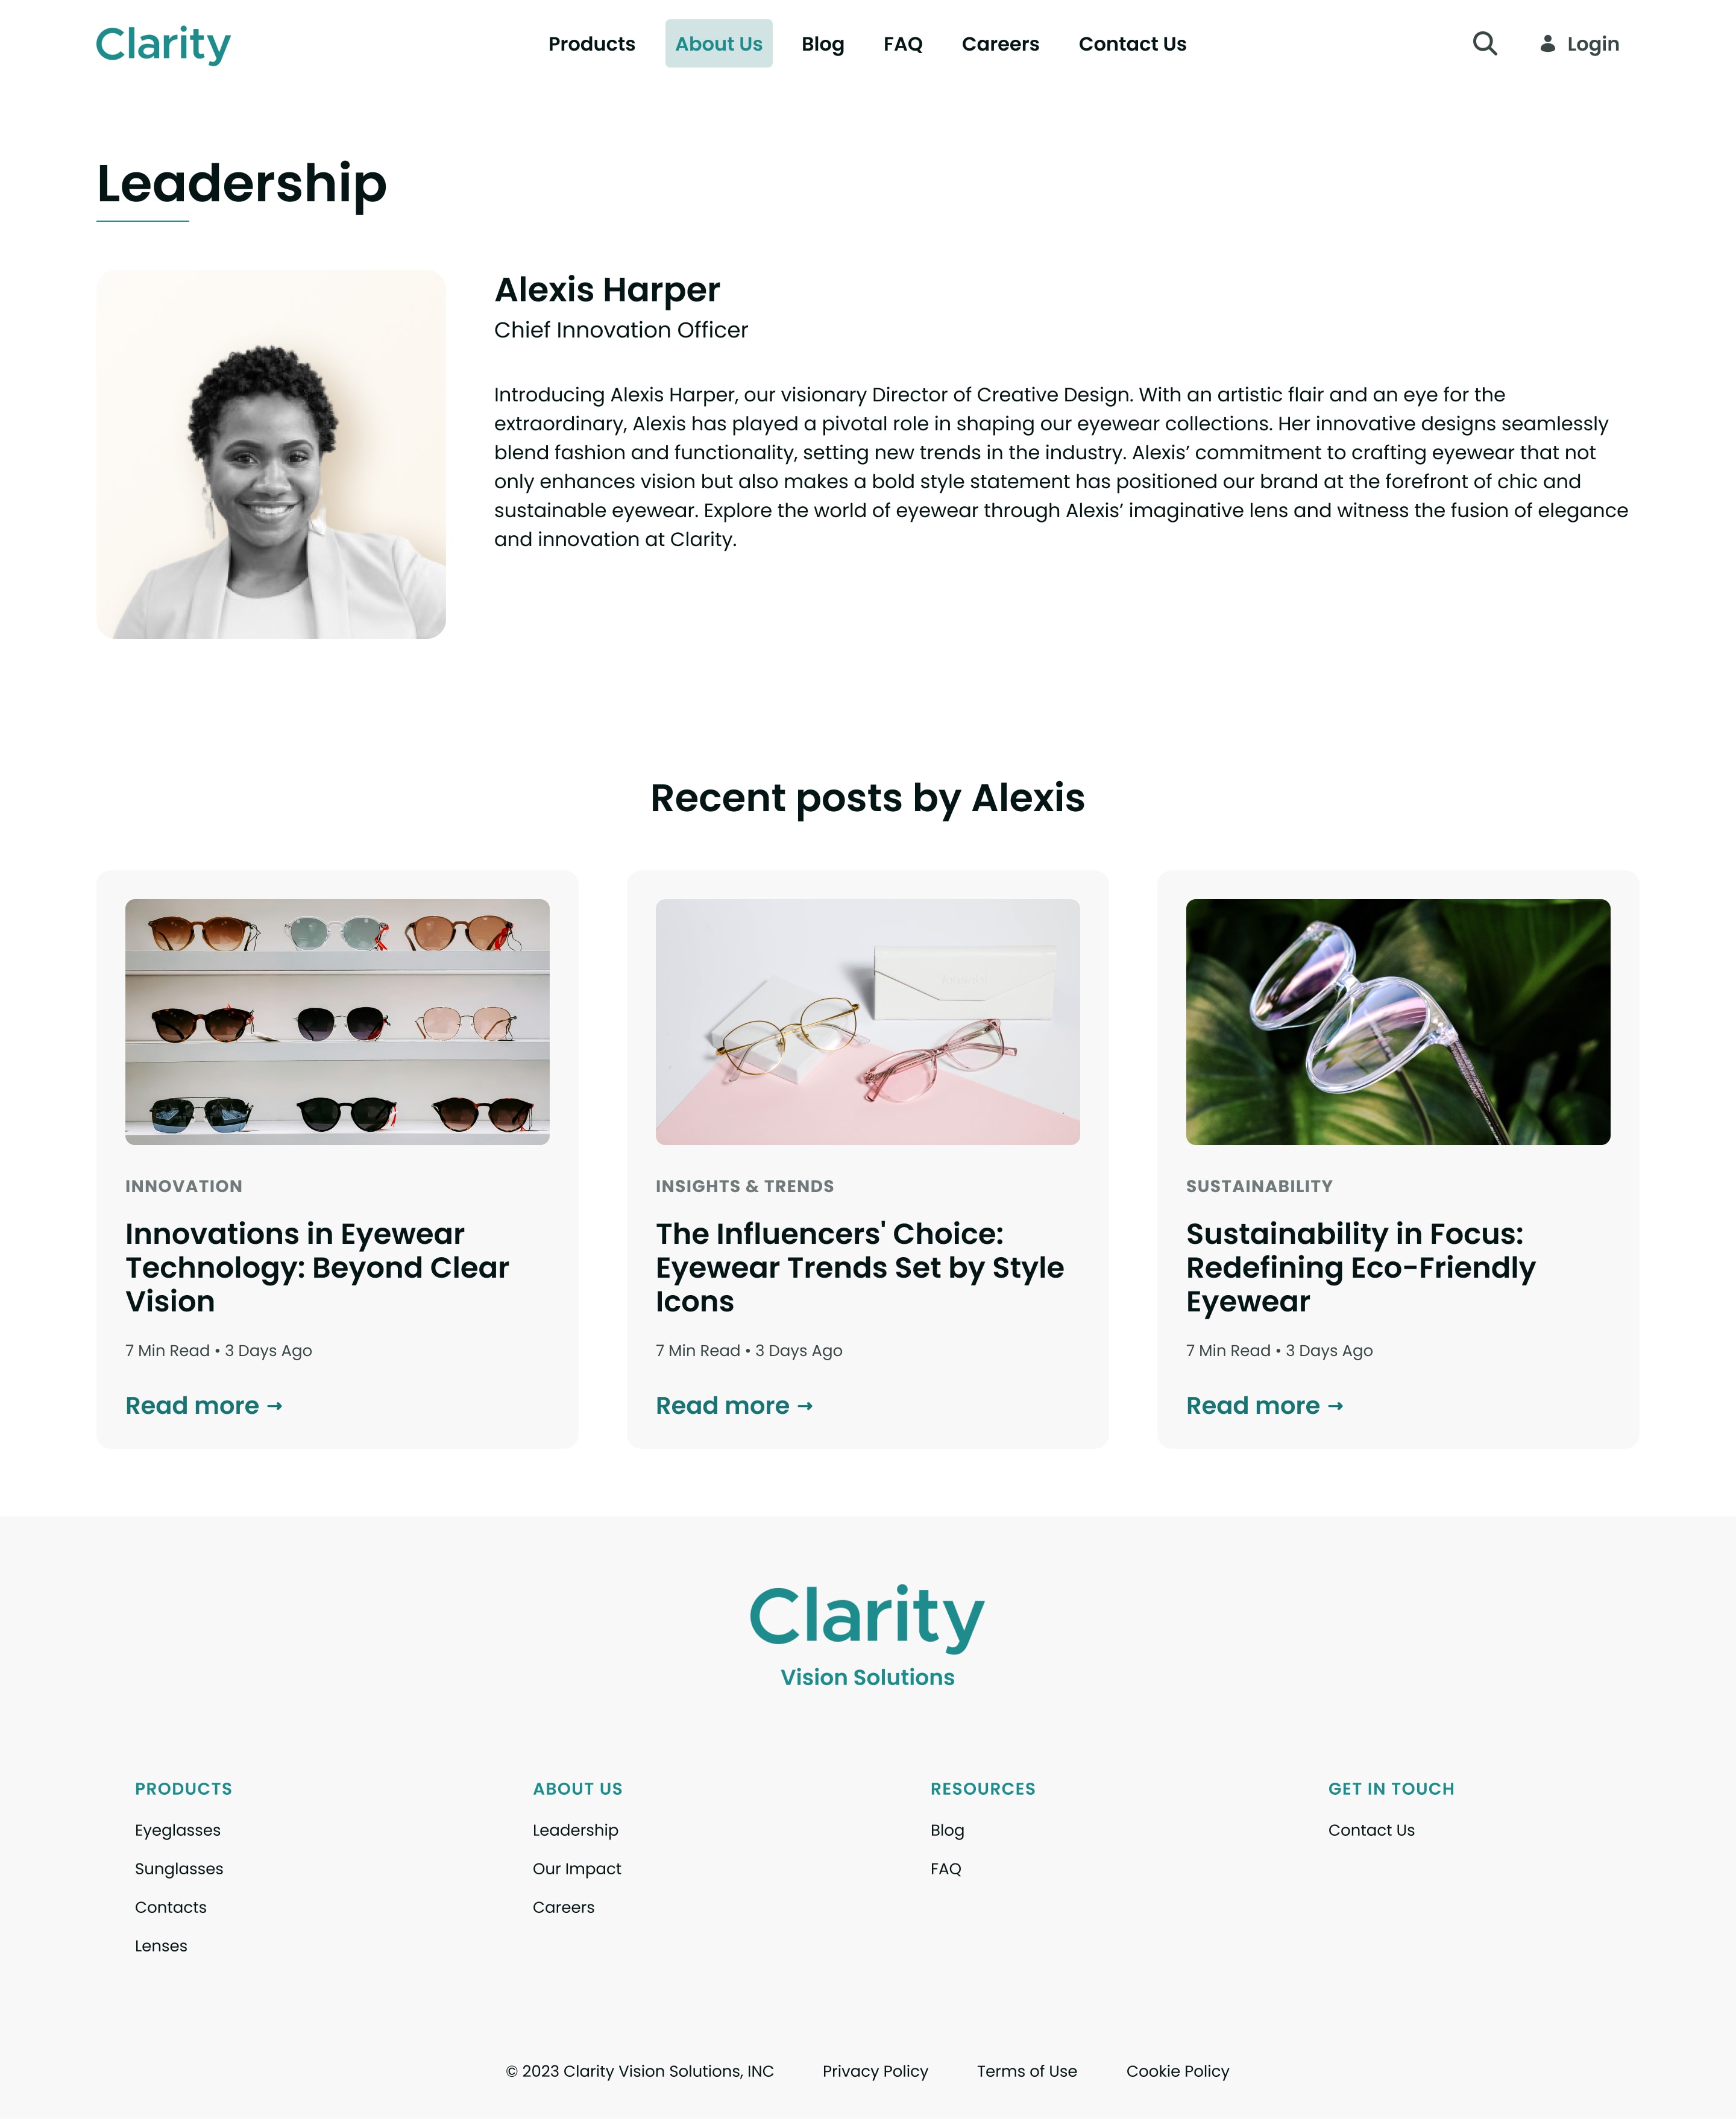 Clarity
Products About Us Blog FAQ Careers Contact Us Login
Leadership
Alexis Harper
Chief Innovation Officer
Introducing Alexis Harper, our visionary Director of Creative Design. With an artistic flair and an eye for the
extraordinary, Alexis has played a pivotal role in shaping our eyewear collections. Her innovative designs seamlessly
blend fashion and functionality, setting new trends in the industry. Alexis’ commitment to crafting eyewear that not
only enhances vision but also makes a bold style statement has positioned our brand at the forefront of chic and
sustainable eyewear. Explore the world of eyewear through Alexis’ imaginative lens and witness the fusion of elegance
and innovation at Clarity.
Recent posts by Alexis
INNOVATION
Innovations in Eyewear
Technology: Beyond Clear
Vision
7 Min Read • 3 Days Ago
Read more →
INSIGHTS & TRENDS
The Influencers' Choice:
Eyewear Trends Set by Style
Icons
7 Min Read • 3 Days Ago
Read more →
SUSTAINABILITY
Sustainability in Focus:
Redefining Eco-Friendly
Eyewear
7 Min Read • 3 Days Ago
Read more →
Clarity
Vision Solutions
PRODUCTS
Eyeglasses
Sunglasses
Contacts
Lenses
ABOUT US
Leadership
Our Impact
Careers
RESOURCES
Blog
FAQ
GET IN TOUCH
Contact Us
© 2023 Clarity Vision Solutions, INC Privacy Policy Terms of Use Cookie Policy